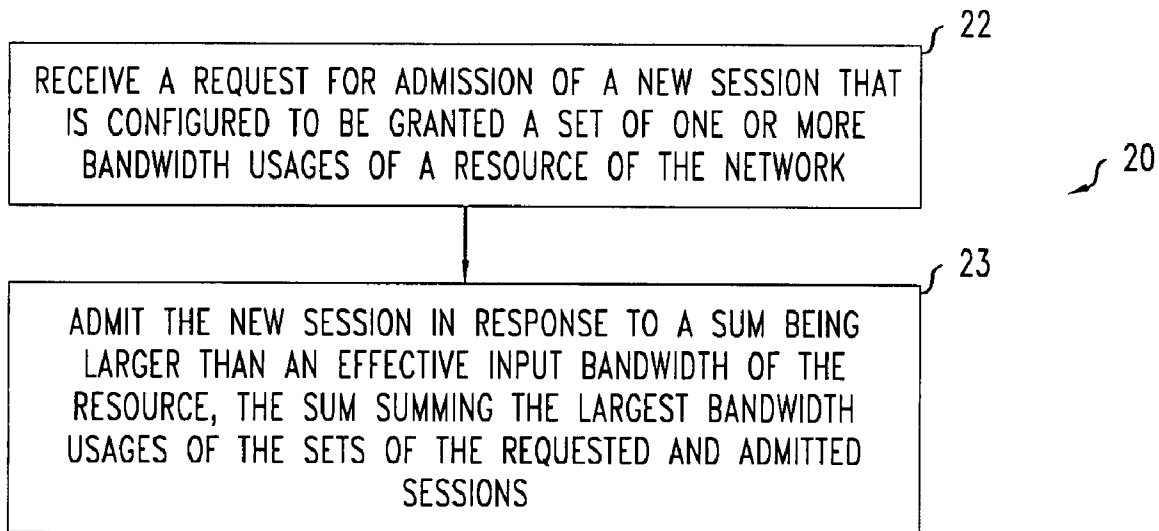 22
RECEIVE A REQUEST FOR ADMISSION OF A NEW SESSION THAT
IS CONFIGURED TO BE GRANTED A SET OF ONE OR MORE
BANDWIDTH USAGES OF A RESOURCE OF THE NETWORK
20
23
ADMIT THE NEW SESSION IN RESPONSE TO A SUM BEING
LARGER THAN AN EFFECTIVE INPUT BANDWIDTH OF THE
RESOURCE, THE SUM SUMMING THE LARGEST BANDWIDTH
USAGES OF THE SETS OF THE REQUESTED AND ADMITTED
SESSIONS